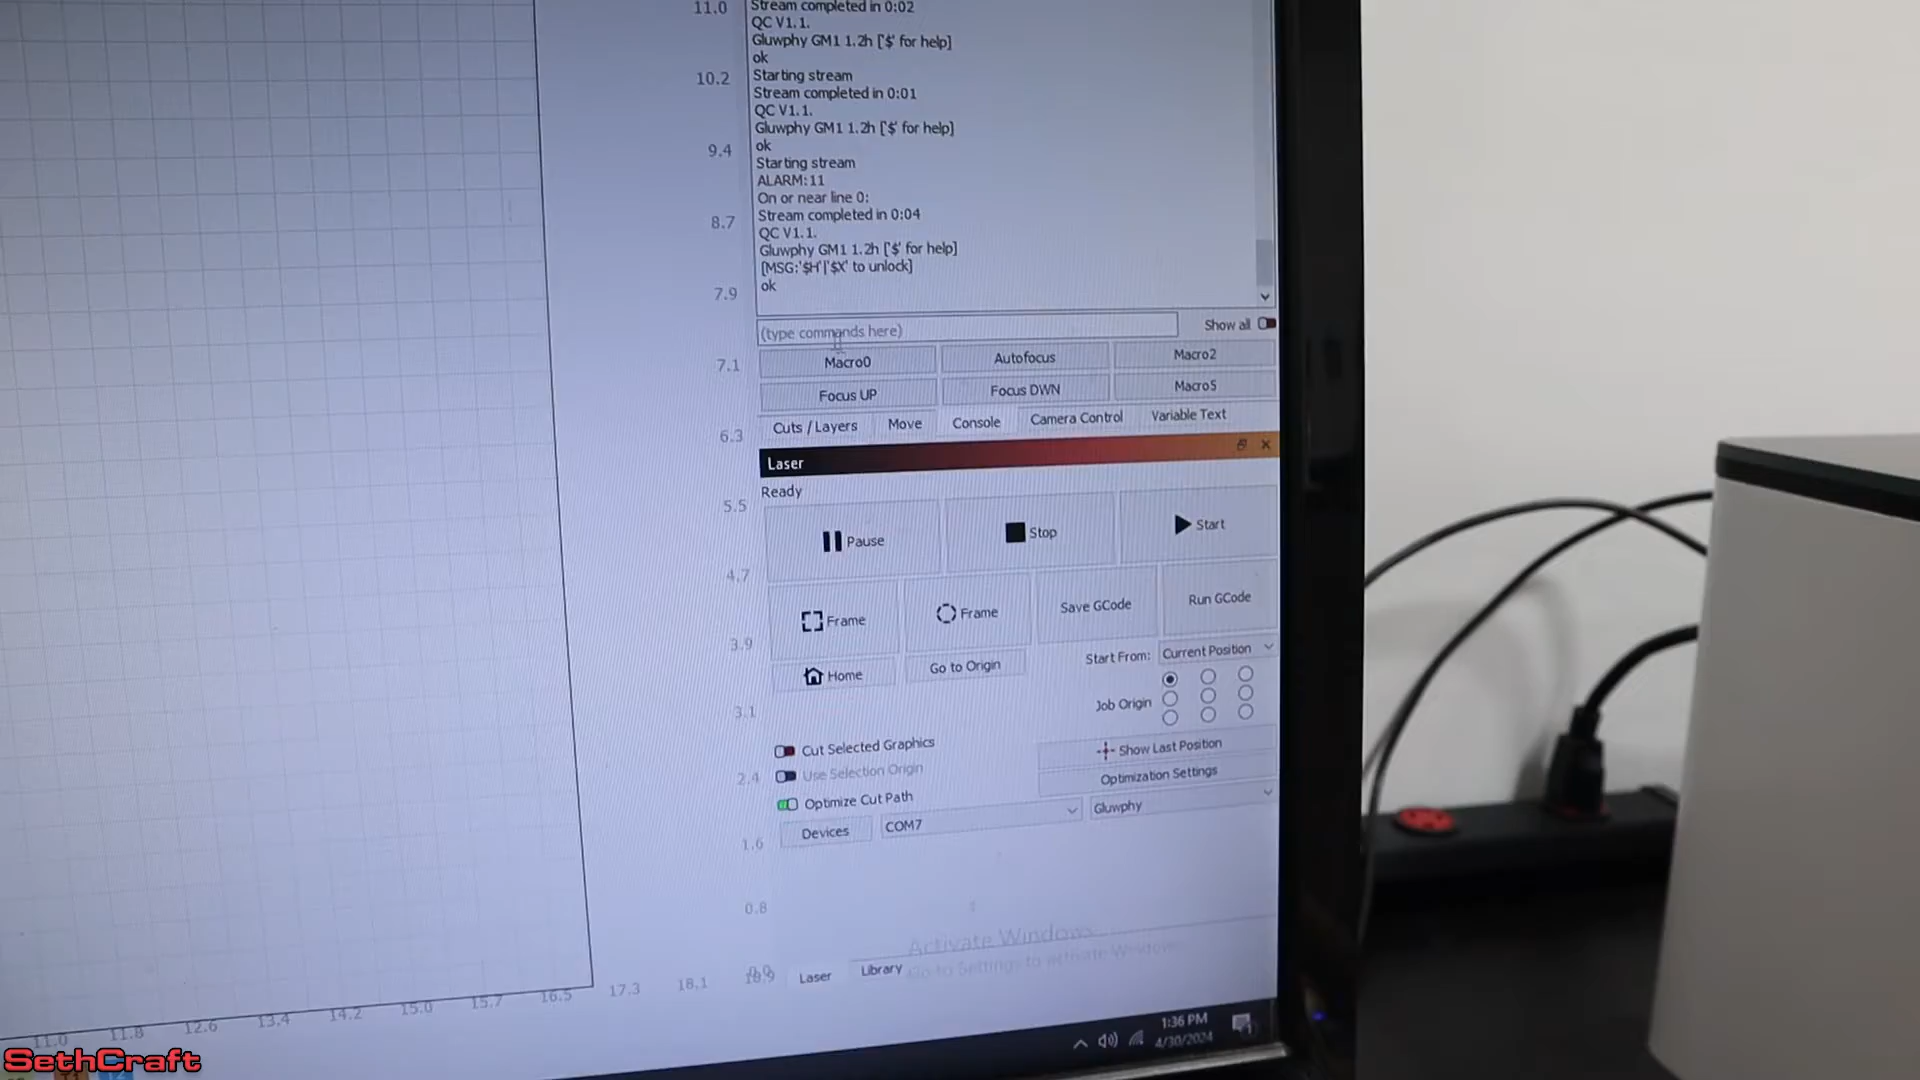 11.0
Stream completed in 0:02
QC V1.1.
Gluwphy GM1 1.2h ['$' for help]
ok
10.2
Starting stream
Stream completed in 0:01
QC V1.1.
Gluwphy GM1 1.2h ['$' for help]
9.4
ok
Starting stream
ALARM:11
On or near line 0:
8.7
Stream completed in 0:04
QC V1.1.
Gluwphy GM1 1.2h ['$' for help]
[MSG:'$H'|'$X' to unlock]
7.9
ok
(type commands here)
Show all
7.1
Macro0
Autofocus
Macro2
Focus UP
Focus DWN
Macro5
6.3
Cuts / Layers
Move
Console
Camera Control
Variable Text
Laser
Ready
5.5
Pause
Stop
Start
4.7
Frame
Frame
Save GCode
Run GCode
3.9
Home
Go to Origin
Start From:
Current Position
3.1
Job Origin
Cut Selected Graphics
Show Last Position
2.4
Use Selection Origin
Optimization Settings
Optimize Cut Path
1.6
Devices
COM7
Gluwphy
0.8
Activate Windows
Go to Settings to activate Windows.
Laser
Library
11.0
11.8
12.6
13.4
14.2
15.0
15.7
16.5
17.3
18.1
1:36 PM
4/30/2024
SethCraft